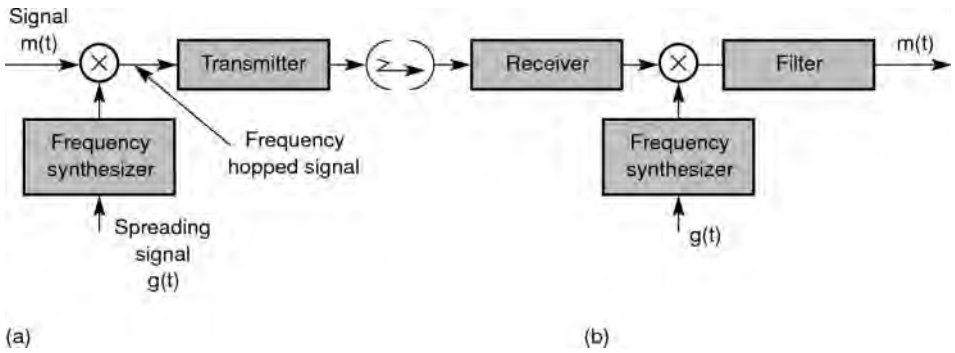 Signal
m(t)
Transmitter
Receiver
Filter
m(t)
Frequency
synthesizer
Frequency
hopped signal
Frequency
synthesizer
Spreading
signal
g(t)
g(t)
(a)
(b)